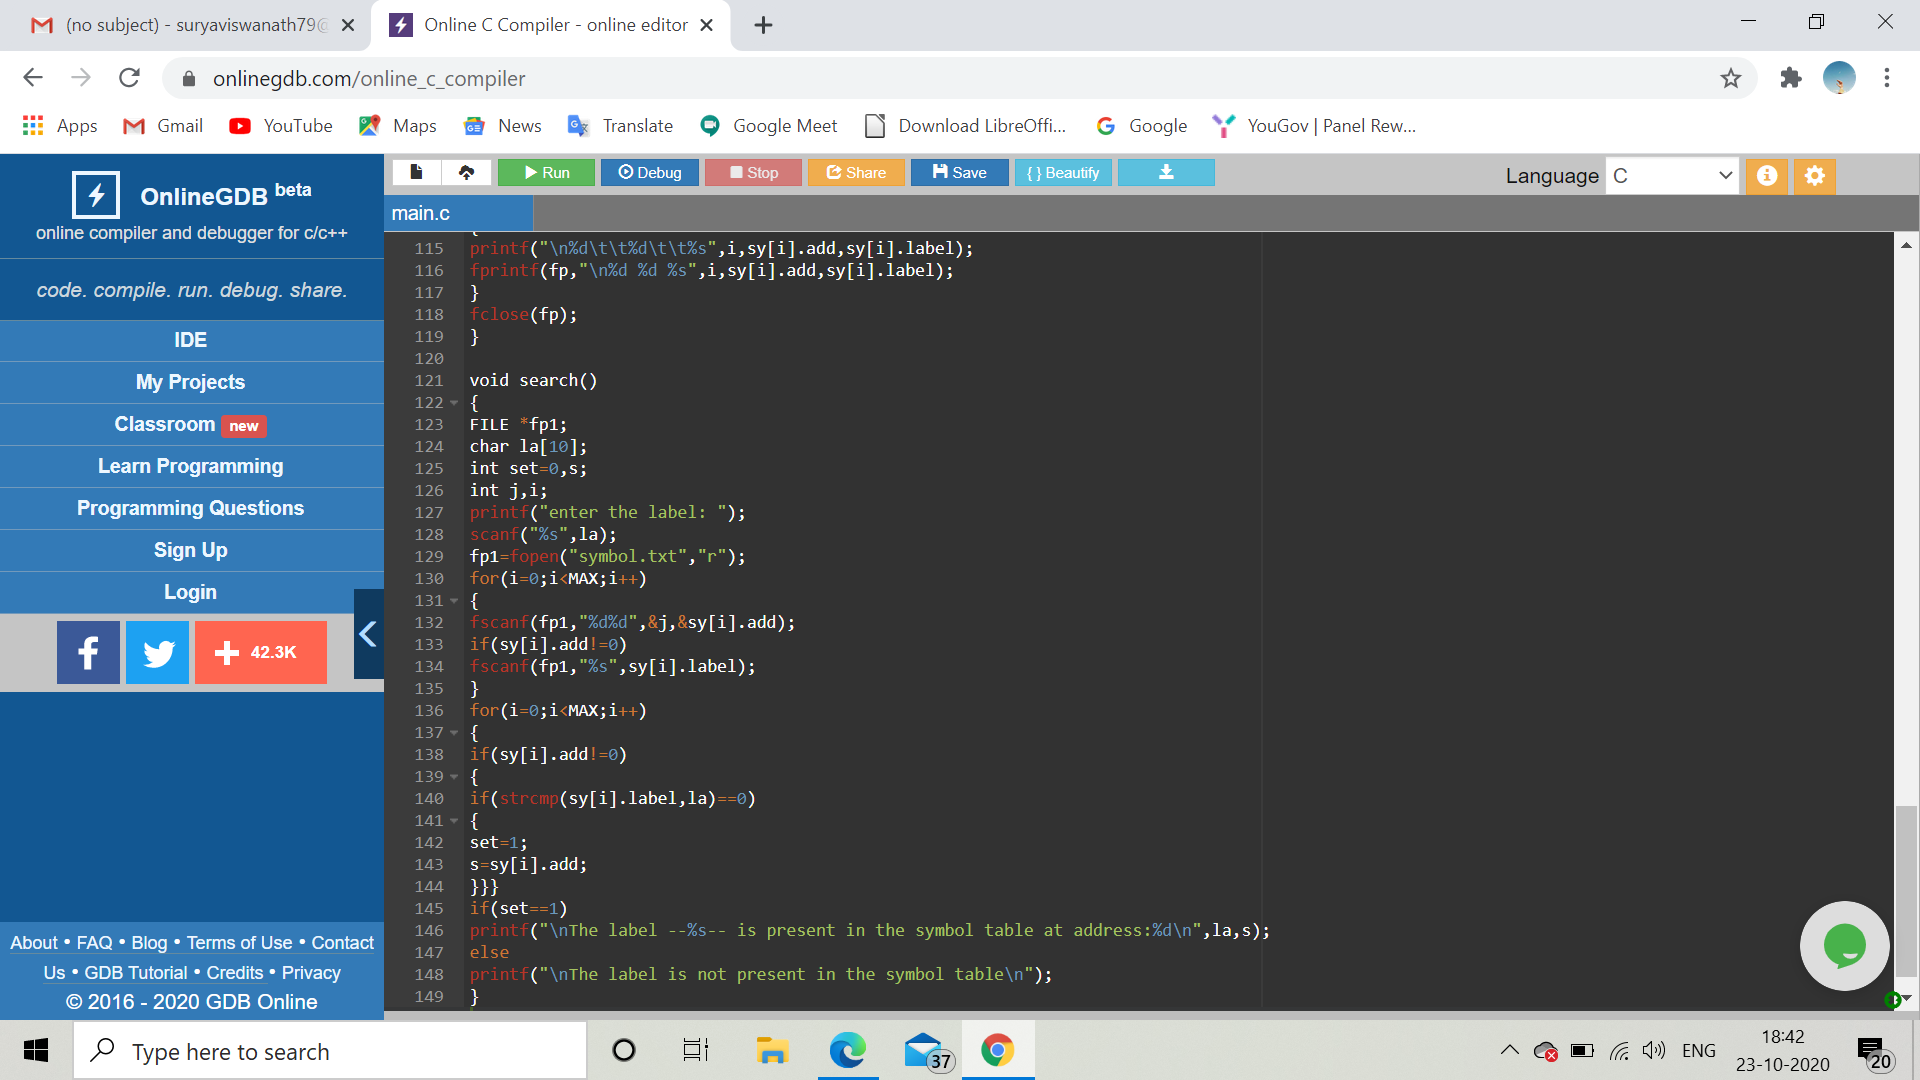 (no subject) - suryaviswanath79@
Online C Compiler - online editor
onlinegdb.com/online_c_compiler
Apps
Gmail
YouTube
Maps
News
Translate
Google Meet
Download LibreOffi...
Google
YouGov | Panel Rew...
OnlineGDB beta
online compiler and debugger for c/c++
code. compile. run. debug. share.
IDE
My Projects
Classroom new
Learn Programming
Programming Questions
Sign Up
Login
42.3K
About • FAQ • Blog • Terms of Use • Contact
Us • GDB Tutorial • Credits • Privacy
© 2016 - 2020 GDB Online
Run
Debug
Stop
Share
Save
{ } Beautify
Language C
main.c
{
115 printf("\n%d\t\t%d\t\t%s",i,sy[i].add,sy[i].label);
116 fprintf(fp,"\n%d %d %s",i,sy[i].add,sy[i].label);
117 }
118 fclose(fp);
119 }
120
121 void search()
122 {
123 FILE *fp1;
124 char la[10];
125 int set=0,s;
126 int j,i;
127 printf("enter the label: ");
128 scanf("%s",la);
129 fp1=fopen("symbol.txt","r");
130 for(i=0;i<MAX;i++)
131 {
132 fscanf(fp1,"%d%d",&j,&sy[i].add);
133 if(sy[i].add!=0)
134 fscanf(fp1,"%s",sy[i].label);
135 }
136 for(i=0;i<MAX;i++)
137 {
138 if(sy[i].add!=0)
139 {
140 if(strcmp(sy[i].label,la)==0)
141 {
142 set=1;
143 s=sy[i].add;
144 }}}
145 if(set==1)
146 printf("\nThe label --%s-- is present in the symbol table at address:%d\n",la,s);
147 else
148 printf("\nThe label is not present in the symbol table\n");
149 }
Type here to search
37
ENG
18:42
23-10-2020
20